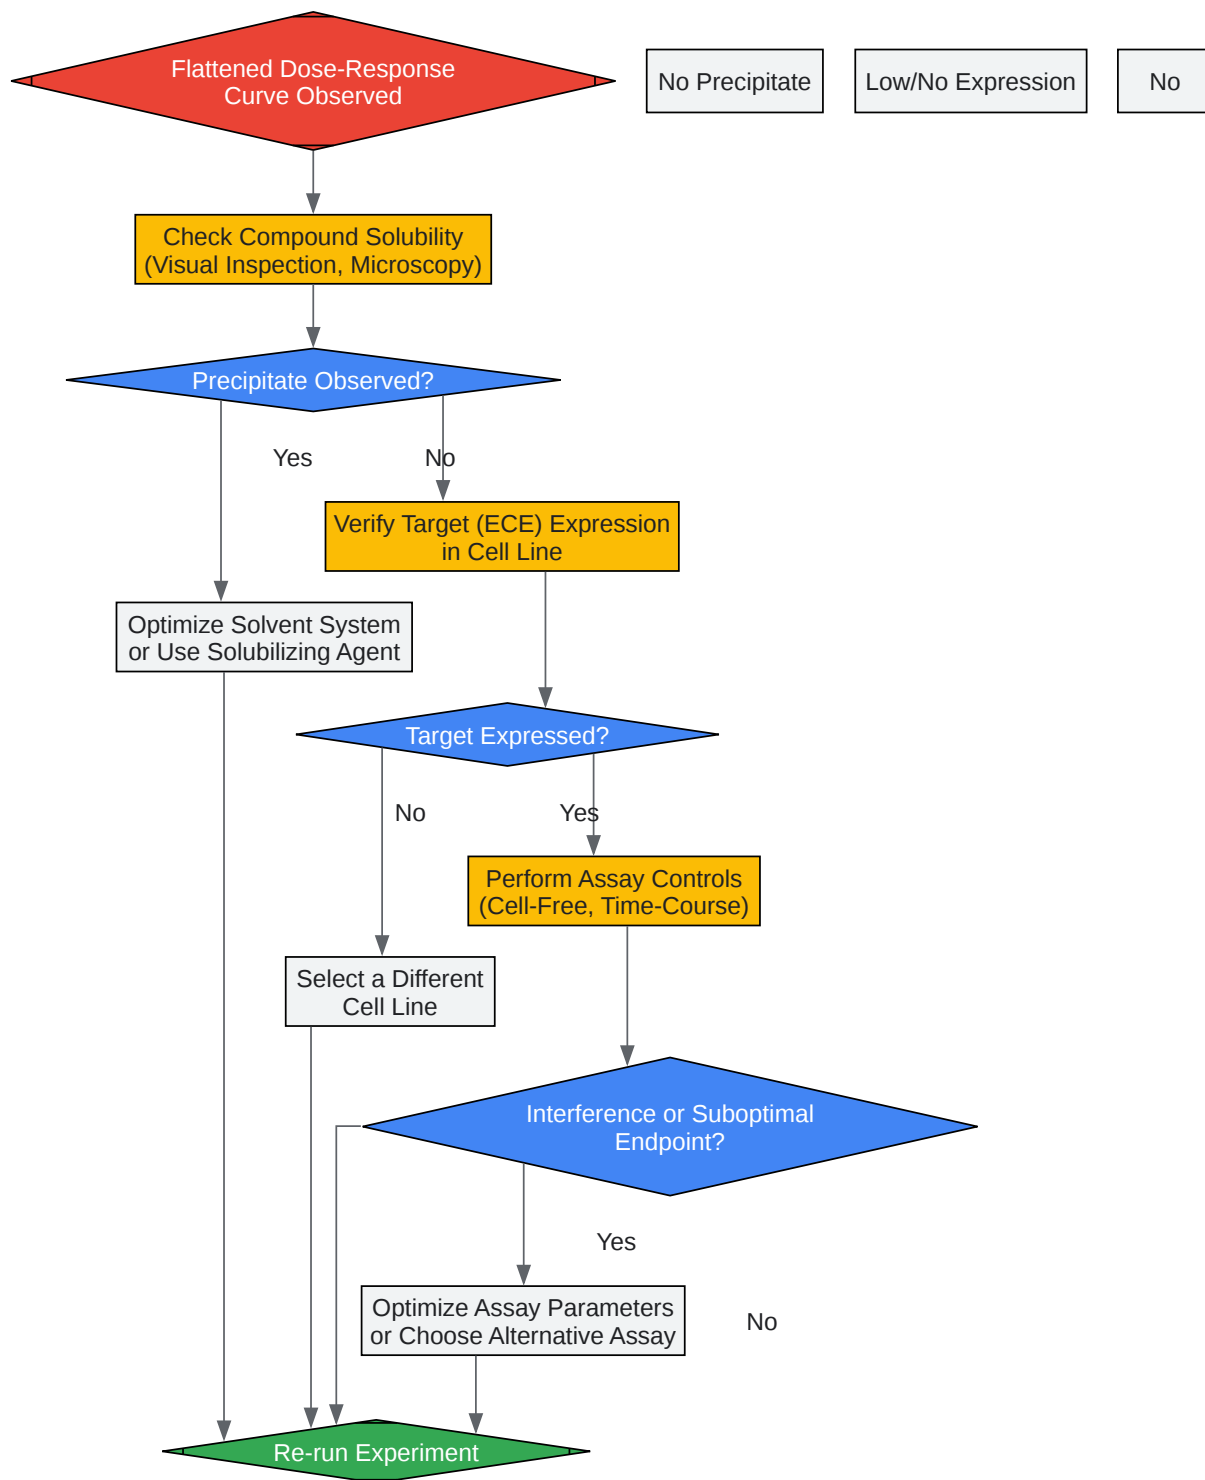 Flattened Dose-Response
Curve Observed
No Precipitate
Low/No Expression
No
Check Compound Solubility
(Visual Inspection, Microscopy)
Precipitate Observed?
Yes
No
Verify Target (ECE) Expression
in Cell Line
Optimize Solvent System
or Use Solubilizing Agent
Target Expressed?
No
Yes
Perform Assay Controls
(Cell-Free, Time-Course)
Select a Different
Cell Line
Interference or Suboptimal
Endpoint?
Yes
Optimize Assay Parameters
or Choose Alternative Assay
No
Re-run Experiment